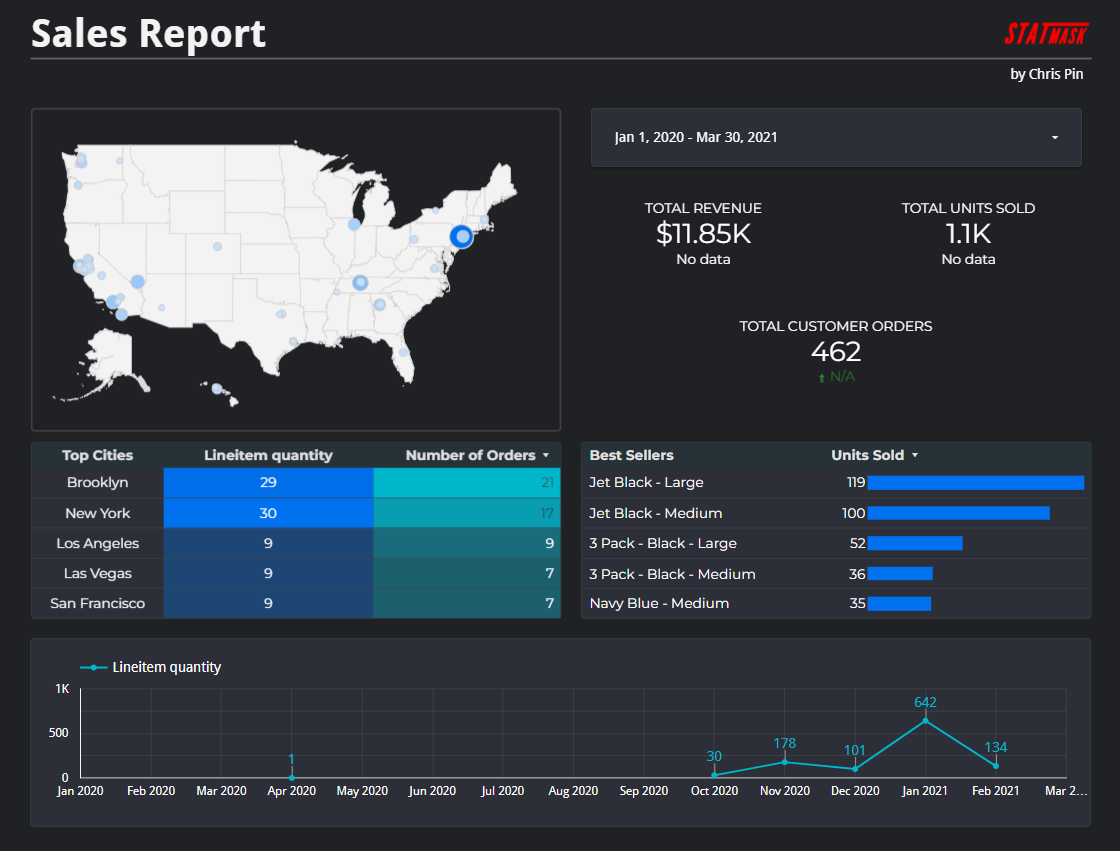 Sales Report
STATMASK
by Chris Pin
Jan 1, 2020 - Mar 30, 2021
TOTAL REVENUE
$11.85K
No data
TOTAL UNITS SOLD
1.1K
No data
TOTAL CUSTOMER ORDERS
462
N/A
Top Cities Lineitem quantity Number of Orders
Brooklyn 29 21
New York 30 17
Los Angeles 9 9
Las Vegas 9 7
San Francisco 9 7
Best Sellers Units Sold
Jet Black - Large 119
Jet Black - Medium 100
3 Pack - Black - Large 52
3 Pack - Black - Medium 36
Navy Blue - Medium 35
Lineitem quantity
1K
500
0
1 30 178 101 642 134
Jan 2020 Feb 2020 Mar 2020 Apr 2020 May 2020 Jun 2020 Jul 2020 Aug 2020 Sep 2020 Oct 2020 Nov 2020 Dec 2020 Jan 2021 Feb 2021 Mar 2...